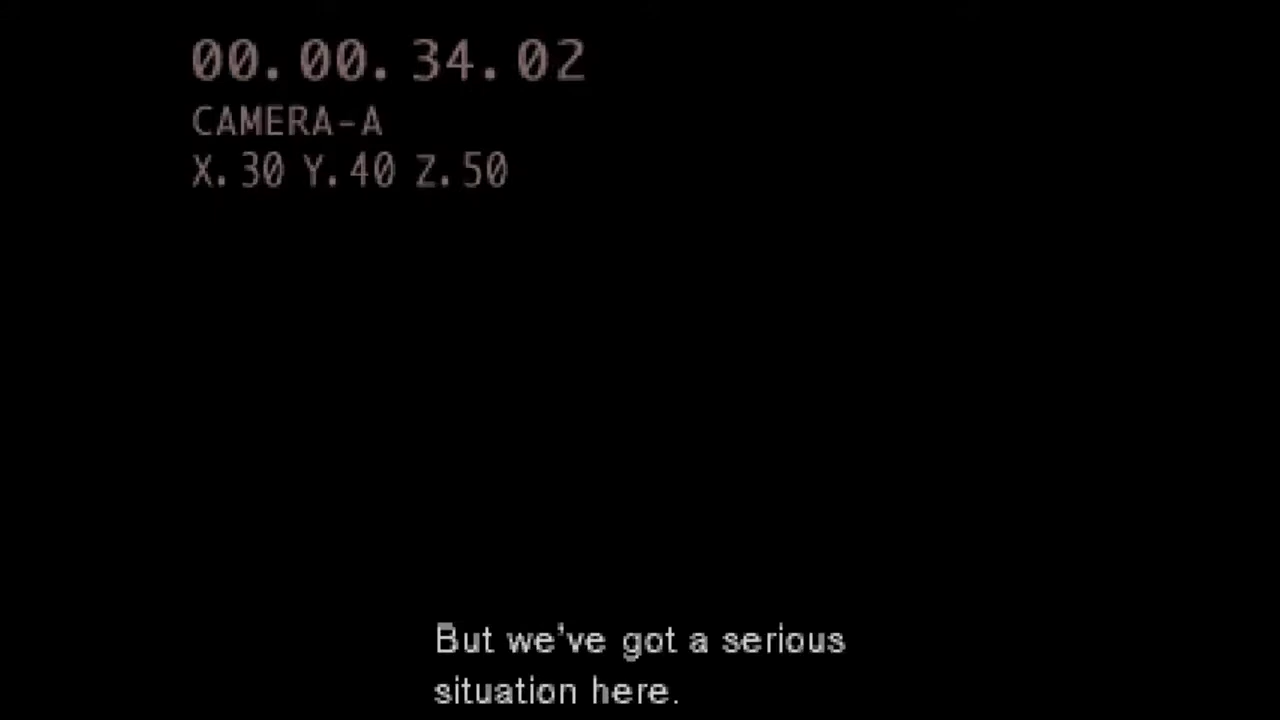 00.00.34.02
CAMERA-A
X.30 Y.40 Z.50
But we've got a serious
situation here.